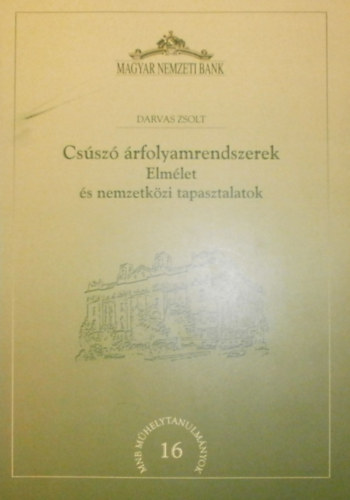 MAGYAR NEMZETI BANK
DARVAS ZSOLT
Csúszó árfolyamrendszerek
Elmélet
és nemzetközi tapasztalatok
MNB MŰHELYTANULMÁNYOK
16